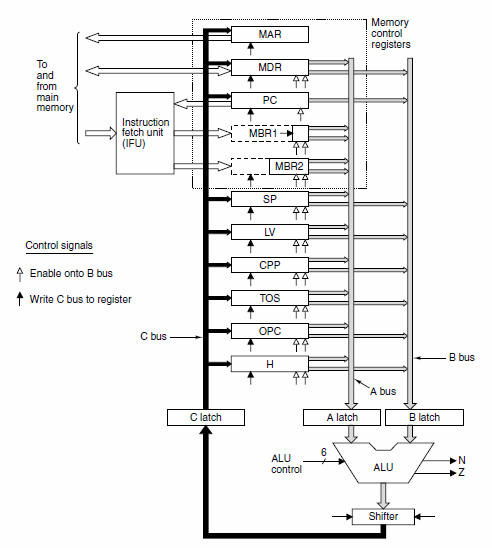 Memory
control
registers
To
and
from
main
memory
MAR
MDR
PC
Instruction
fetch unit
(IFU)
MBR1
MBR2
SP
LV
CPP
TOS
OPC
H
Control signals
Enable onto B bus
Write C bus to register
C bus
B bus
A bus
C latch
A latch
B latch
ALU
control
6
ALU
N
Z
Shifter